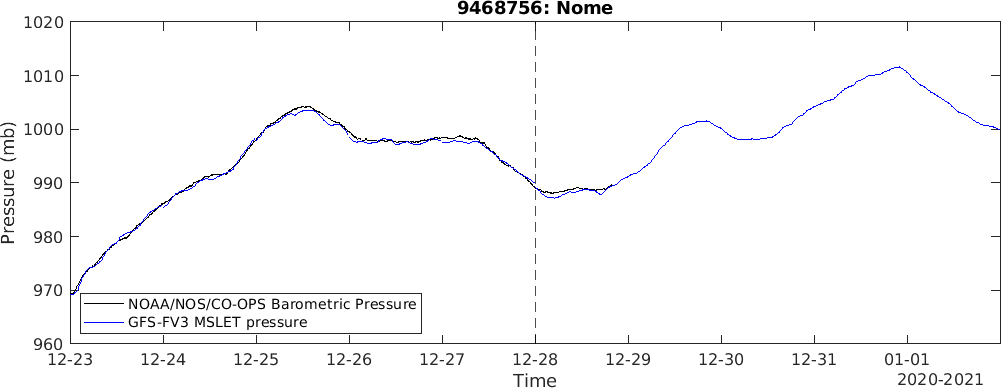 9468756: Nome
Pressure (mb)
1020
1010
1000
990
980
970
960
NOAA/NOS/CO-OPS Barometric Pressure
GFS-FV3 MSLET pressure
12-23 12-24 12-25 12-26 12-27 12-28 12-29 12-30 12-31 01-01
Time
2020-2021